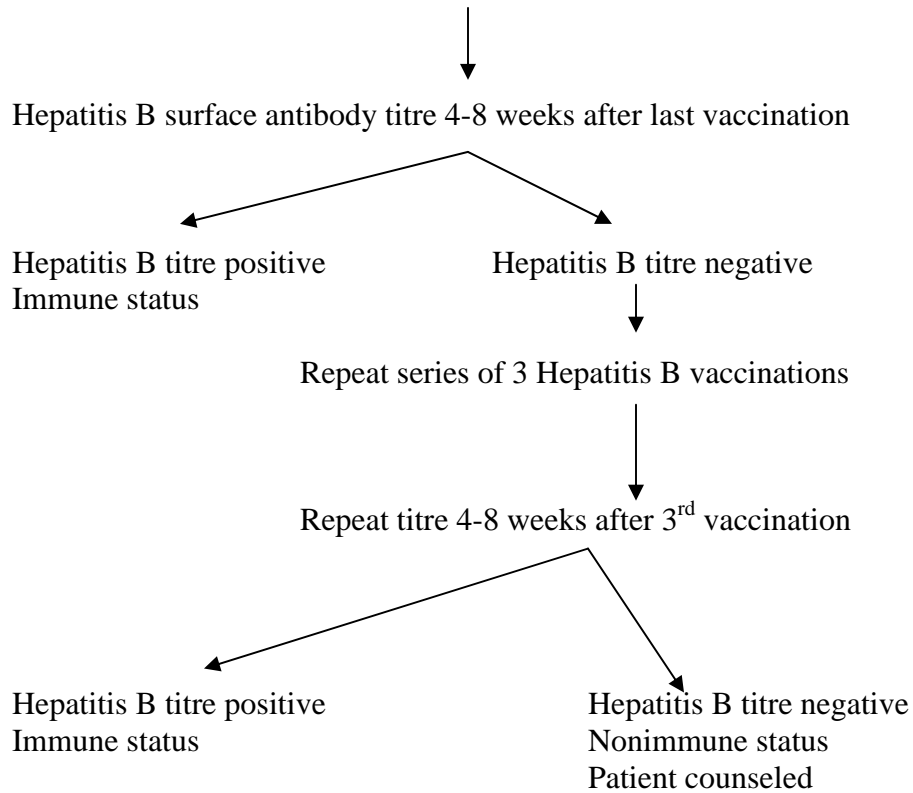 Hepatitis B surface antibody titre 4-8 weeks after last vaccination
Hepatitis B titre positive
Immune status
Hepatitis B titre negative
Repeat series of 3 Hepatitis B vaccinations
Repeat titre 4-8 weeks after 3rd vaccination
Hepatitis B titre positive
Immune status
Hepatitis B titre negative
Nonimmune status
Patient counseled